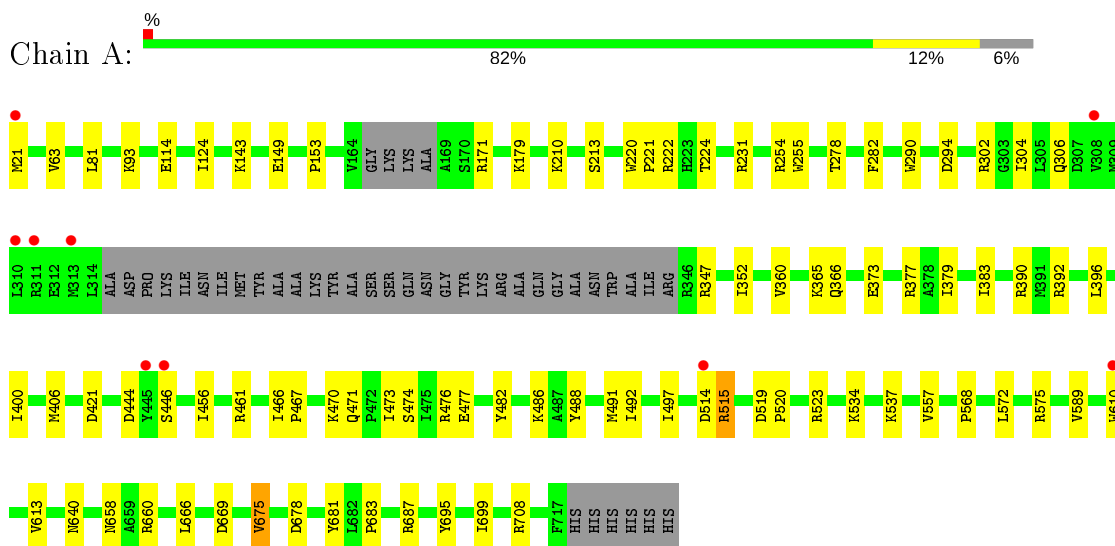 %
Chain A:
82% 12% 6%
M21 V63 L81 K93 E114 I124 K143 E149 P153 V164 GLY LYS LYS ALA A169 S170 R171 K179 K210 S213 W220 P221 R222 H223 T224 R231 R254 W255 T278 F282 W290 D294 R302 G303 I304 L305 Q306 D307 V308 M309
L310 R311 E312 M313 L314 ALA ASP PRO LYS ILE ASN ILE MET TYR ALA ALA LYS TYR ALA SER SER GLN ASN GLY TYR LYS ARG ALA GLN GLY ALA ASN TRP ALA ILE ARG R346 R347 I352 V360 K365 Q366 E373 R377 A378 I379 I383 R390 M391 R392 L396
I400 M406 D421 D444 Y445 S446 I456 R461 I466 P467 K470 Q471 P472 I473 S474 I475 R476 E477 Y482 K486 A487 Y488 M491 I492 I497 D514 R515 D519 P520 R523 K534 K537 V557 P568 L572 R575 V589 W610
V613 N640 N658 A659 R660 L666 D669 V675 D678 Y681 L682 P683 R687 Y695 I699 R708 F717 HIS HIS HIS HIS HIS HIS